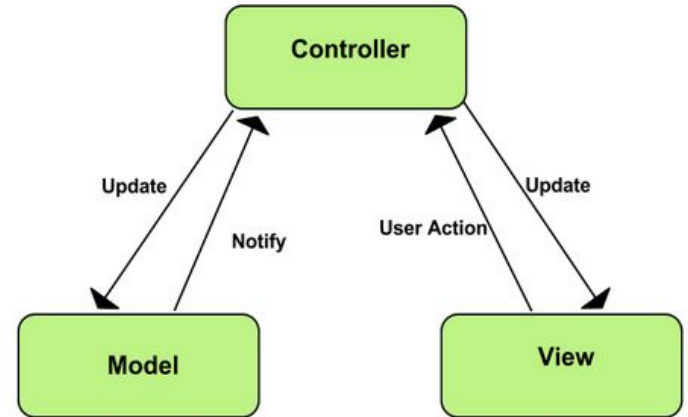 Controller
Update
Update
User Action
Notify
Model
View